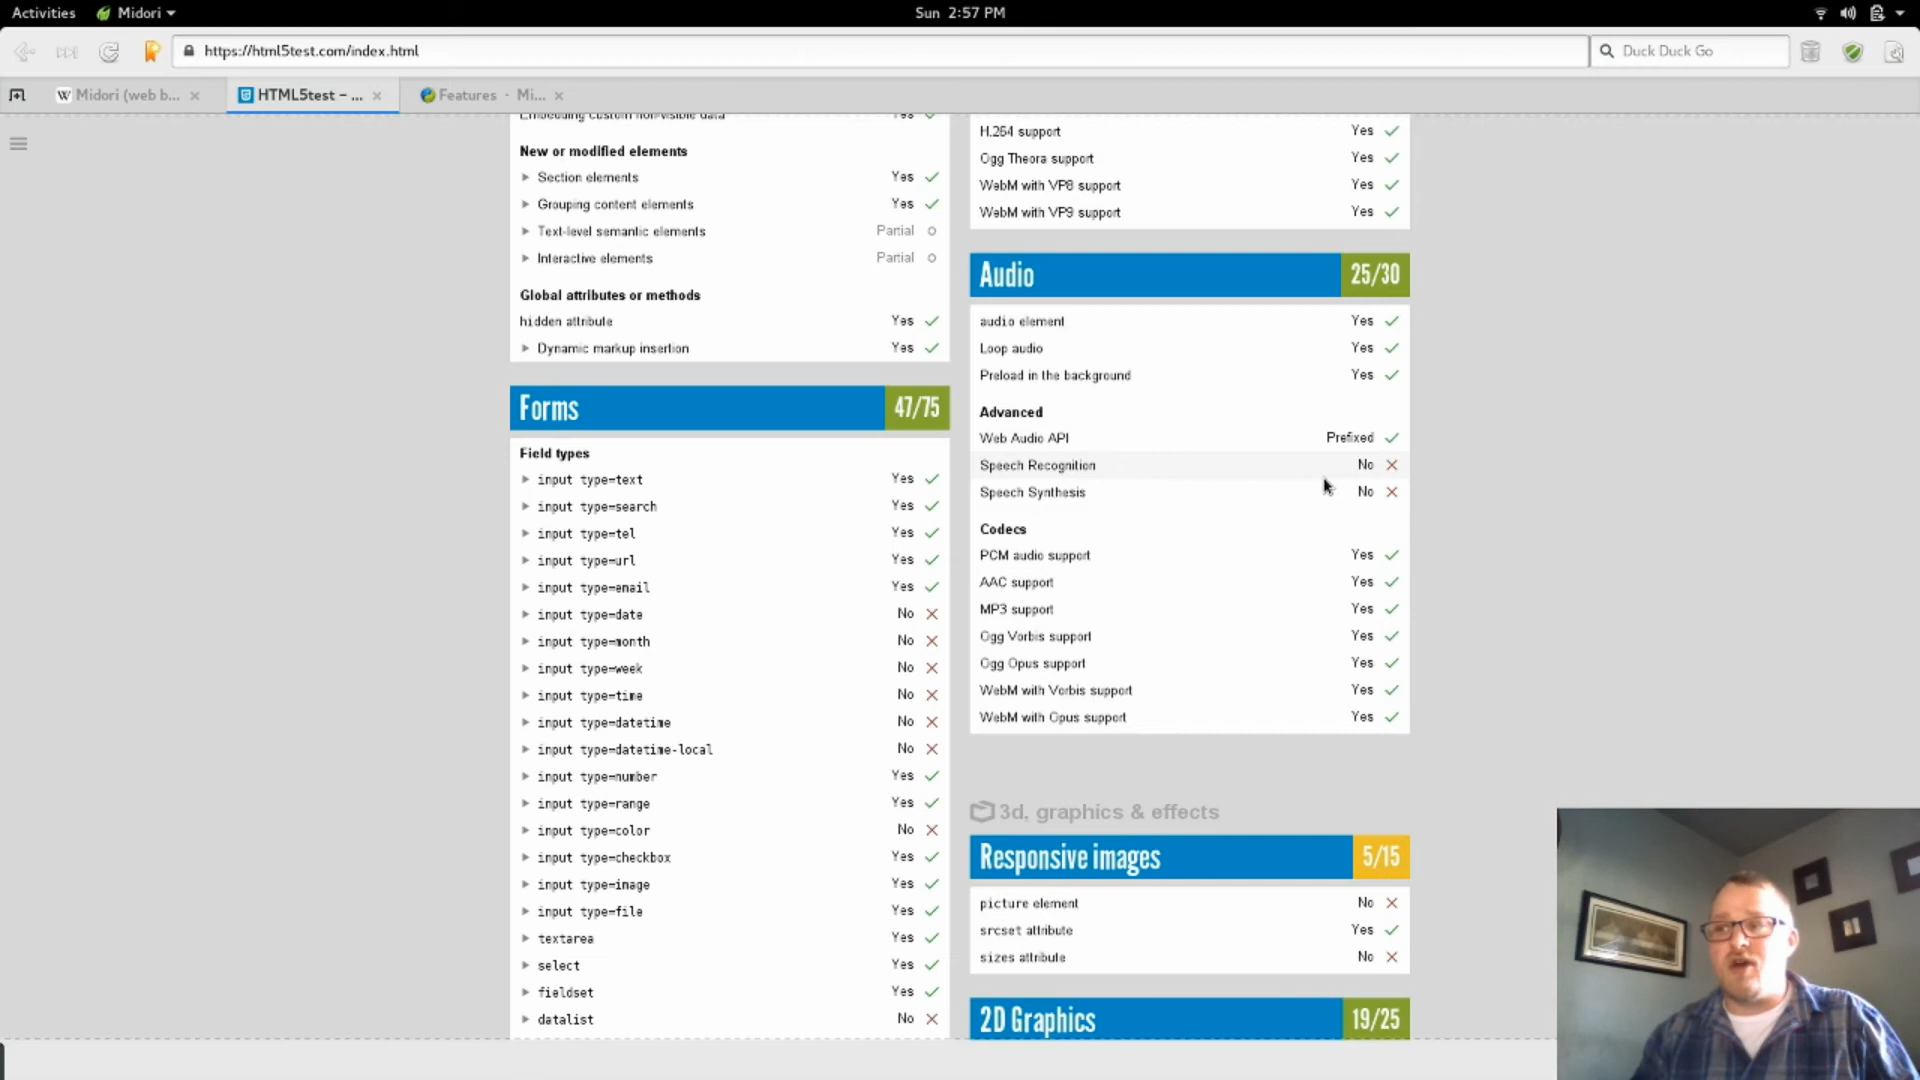 Activities Midori Sun 2:57 PM
https://html5test.com/index.html Duck Duck Go
W Midori (web b... HTML5test – ... Features · Mi...
Embedding custom non-visible data Yes
New or modified elements
Section elements Yes
Grouping content elements Yes
Text-level semantic elements Partial
Interactive elements Partial
Global attributes or methods
hidden attribute Yes
Dynamic markup insertion Yes
Forms 47/75
Field types
input type=text Yes
input type=search Yes
input type=tel Yes
input type=url Yes
input type=email Yes
input type=date No
input type=month No
input type=week No
input type=time No
input type=datetime No
input type=datetime-local No
input type=number Yes
input type=range Yes
input type=color No
input type=checkbox Yes
input type=image Yes
input type=file Yes
textarea Yes
select Yes
fieldset Yes
datalist No
H.264 support Yes
Ogg Theora support Yes
WebM with VP8 support Yes
WebM with VP9 support Yes
Audio 25/30
audio element Yes
Loop audio Yes
Preload in the background Yes
Advanced
Web Audio API Prefixed
Speech Recognition No
Speech Synthesis No
Codecs
PCM audio support Yes
AAC support Yes
MP3 support Yes
Ogg Vorbis support Yes
Ogg Opus support Yes
WebM with Vorbis support Yes
WebM with Opus support Yes
3d, graphics & effects
Responsive images 5/15
picture element No
srcset attribute Yes
sizes attribute No
2D Graphics 19/25